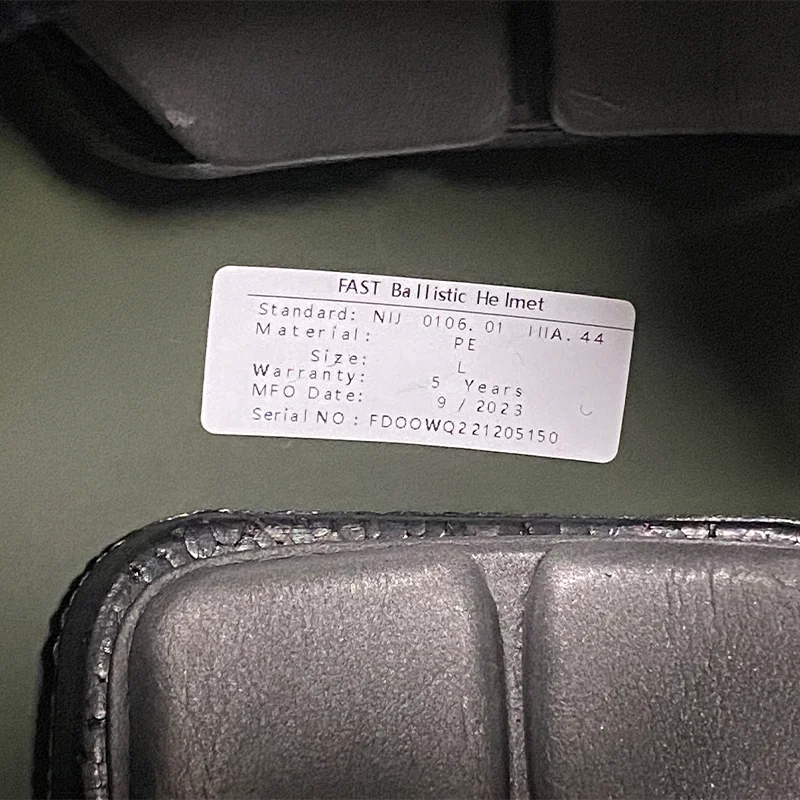 FAST Ballistic Helmet
Standard: NIJ 0106.01 IIIA.44
Material: PE
Size: L
Warranty: 5 Years
MFO Date: 9 / 2023
Serial NO : FDOOWQ221205150